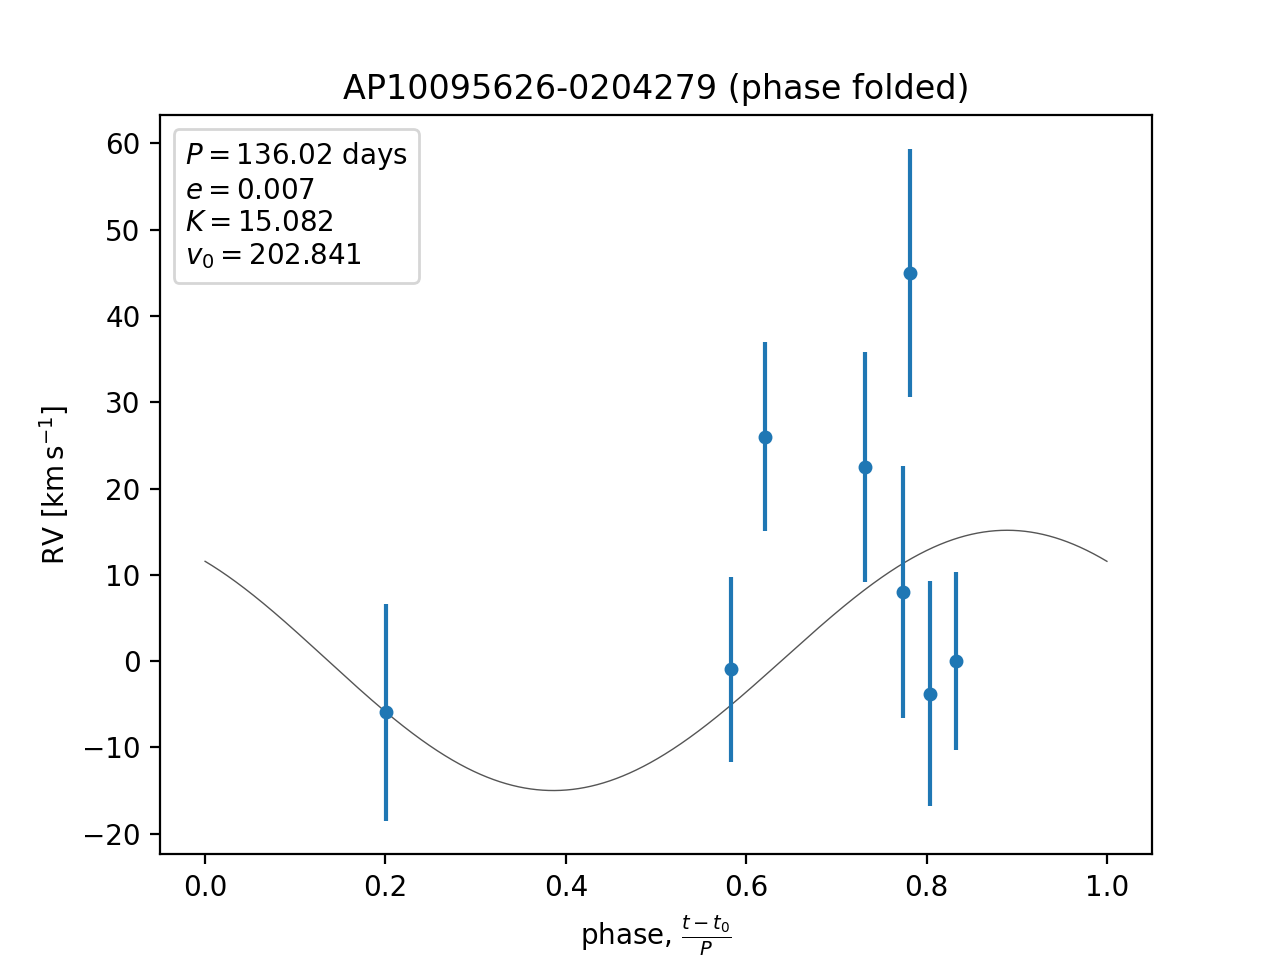 AP10095626-0204279 (phase folded)
P = 136.02 days
e = 0.007
K = 15.082
v₀ = 202.841
60
50
40
30
20
10
0
−10
−20
RV [km s⁻¹]
0.0 0.2 0.4 0.6 0.8 1.0
phase, (t − t₀)/P